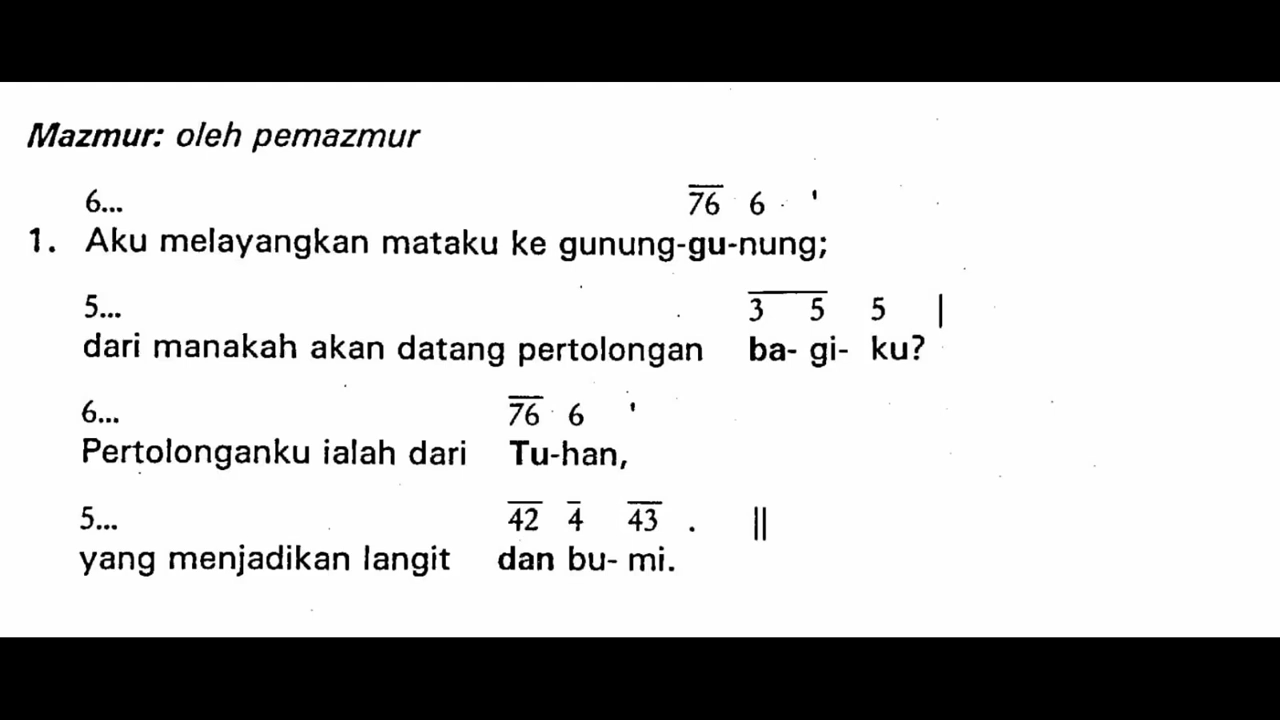 Mazmur: oleh pemazmur
6... 76 6 '
1. Aku melayangkan mataku ke gunung-gu-nung;
5... 3 5 5 |
dari manakah akan datang pertolongan ba- gi- ku?
6... 76 6 '
Pertolonganku ialah dari Tu-han,
5... 42 4 43 . ||
yang menjadikan langit dan bu- mi.